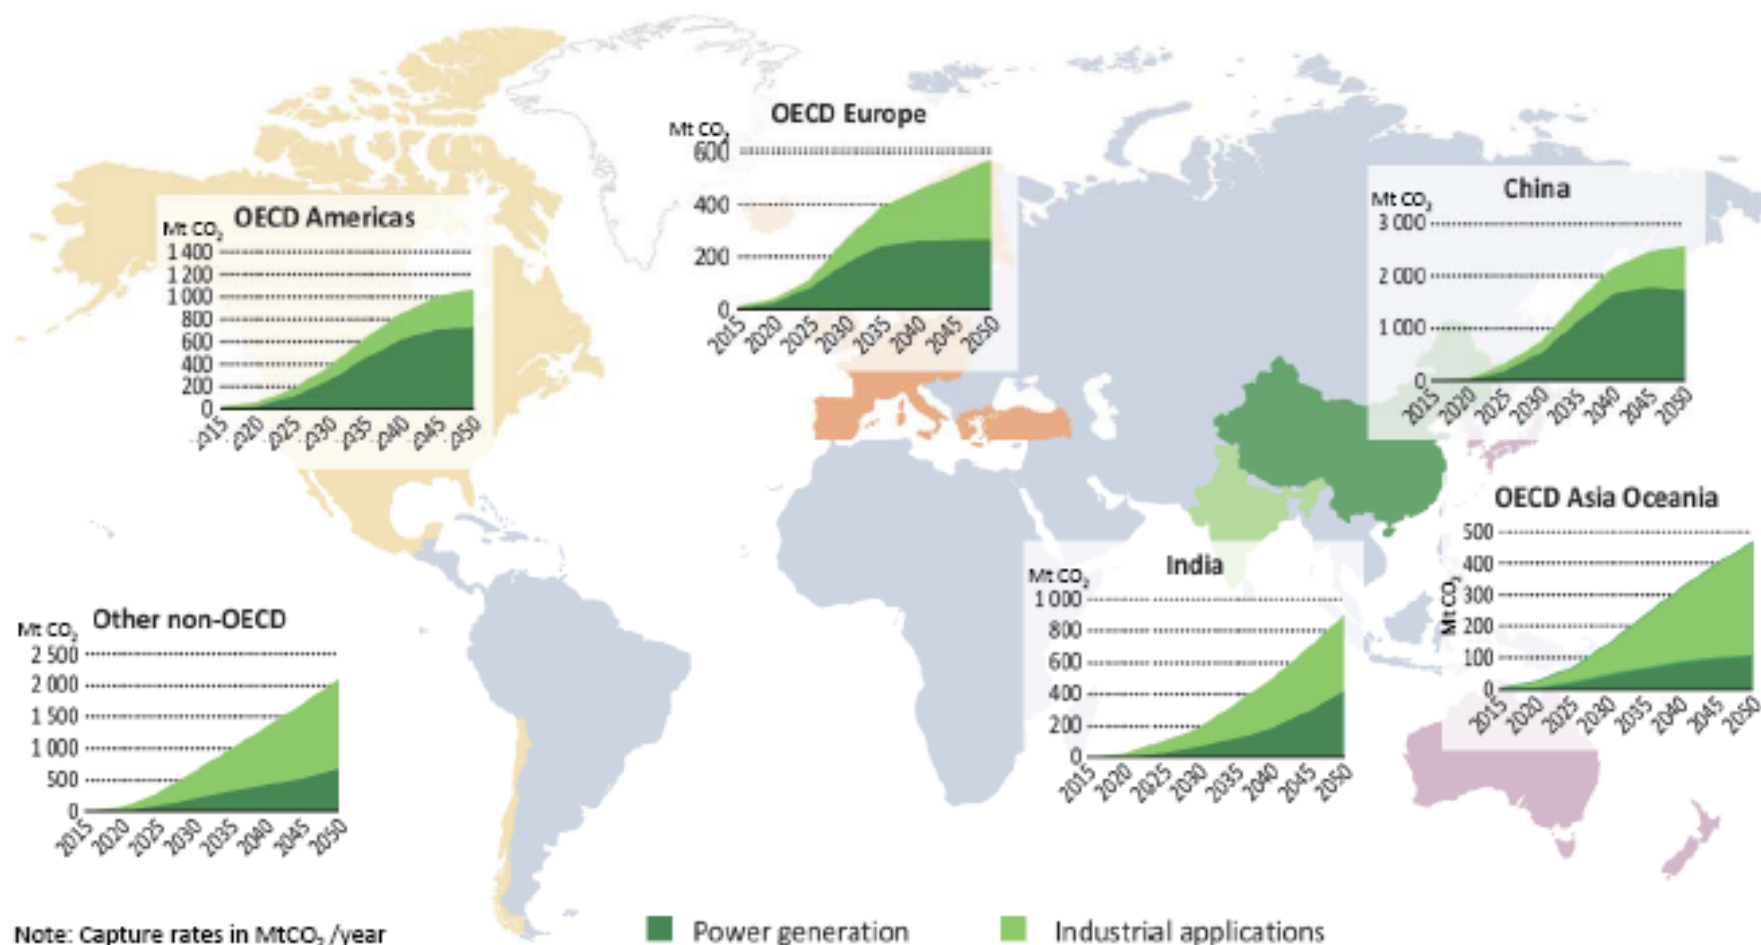 OECD Europe
Mt CO₂
600
400
200
0
2015 2020 2025 2030 2035 2040 2045 2050
China
Mt CO₂
3 000
2 000
1 000
0
2015 2020 2025 2030 2035 2040 2045 2050
OECD Americas
Mt CO₂
1 400
1 200
1 000
800
600
400
200
0
OECD Asia Oceania
Mt CO₂
500
400
300
200
100
0
2015 2020 2025 2030 2035 2040 2045 2050
India
Mt CO₂
1 000
800
600
400
200
0
2015 2020 2025 2030 2035 2040 2045 2050
Other non-OECD
Mt CO₂
2 500
2 000
1 500
1 000
500
0
2015 2020 2025 2030 2035 2040 2045 2050
Note: Capture rates in MtCO₂ /year
Power generation
Industrial applications